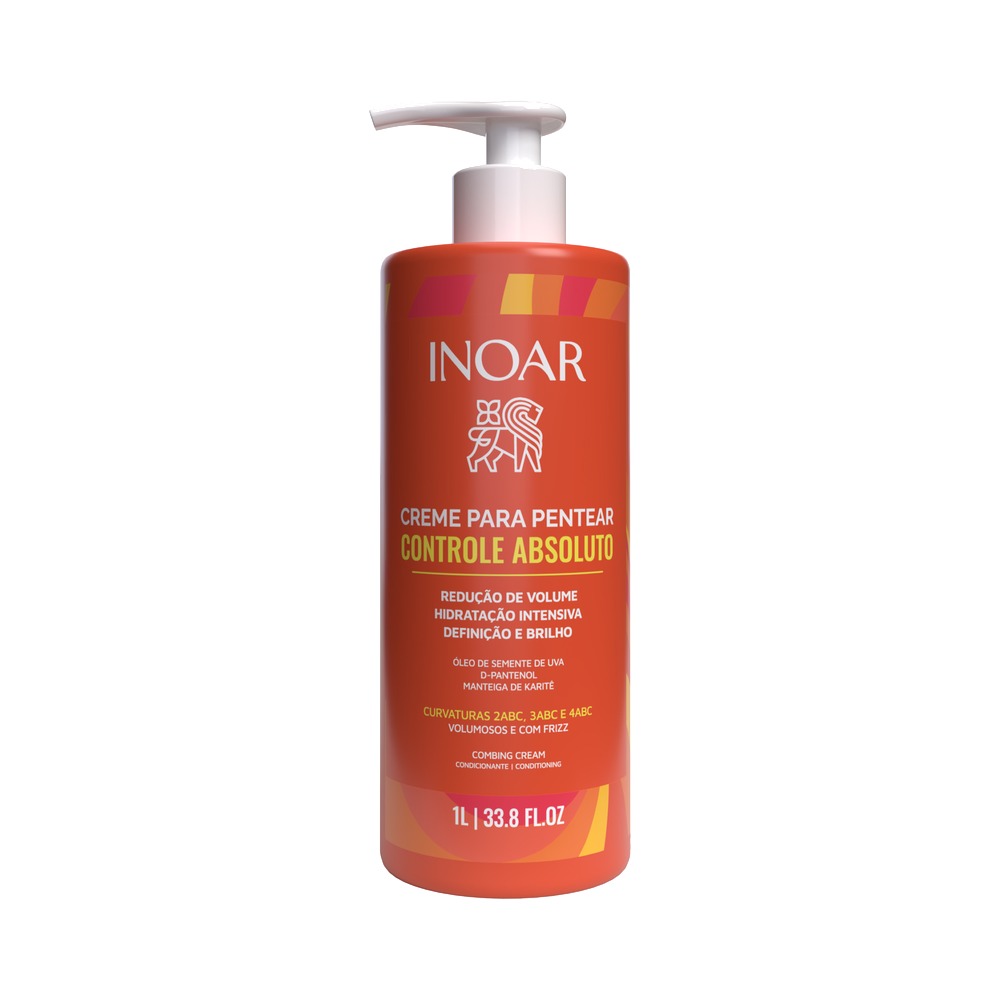 INOAR
CREME PARA PENTEAR
CONTROLE ABSOLUTO
REDUÇÃO DE VOLUME
HIDRATAÇÃO INTENSIVA
DEFINIÇÃO E BRILHO
ÓLEO DE SEMENTE DE UVA
D-PANTENOL
MANTEIGA DE KARITÊ
CURVATURAS 2ABC, 3ABC E 4ABC
VOLUMOSOS E COM FRIZZ
COMBING CREAM
CONDICIONANTE | CONDITIONING
1L | 33.8 FL.OZ